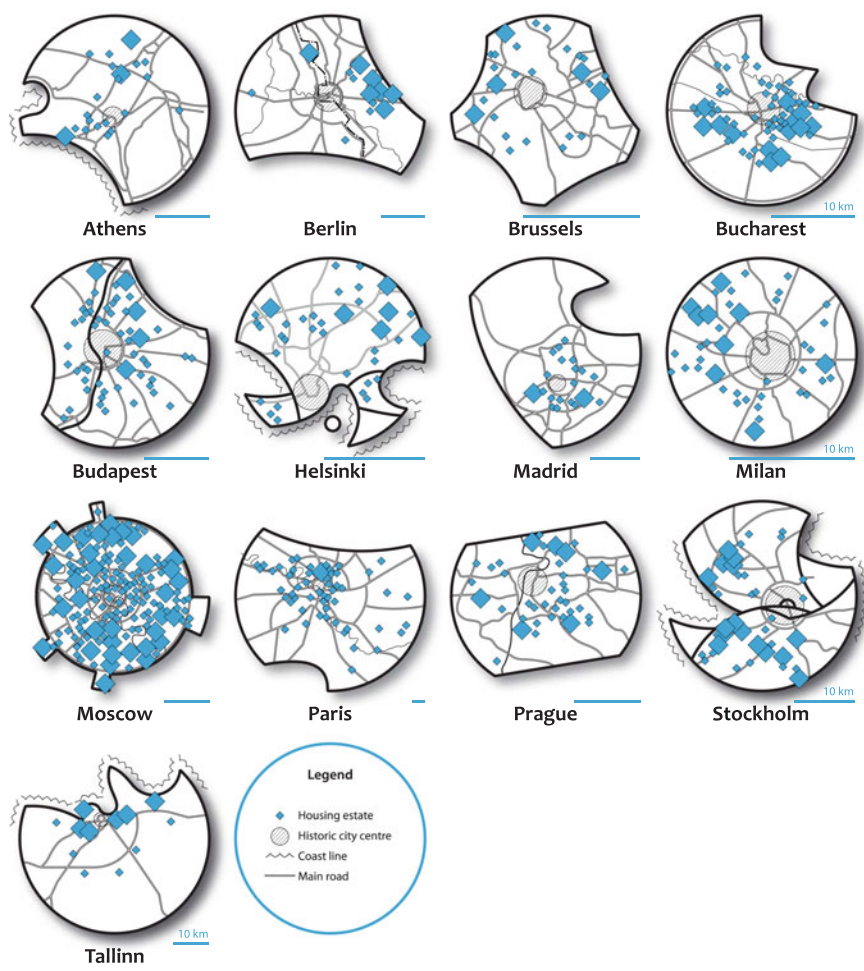 Athens
Berlin
Brussels
10 km
Bucharest
Budapest
Helsinki
Madrid
10 km
Milan
Moscow
Paris
Prague
10 km
Stockholm
10 km
Tallinn
Legend
Housing estate
Historic city centre
Coast line
Main road